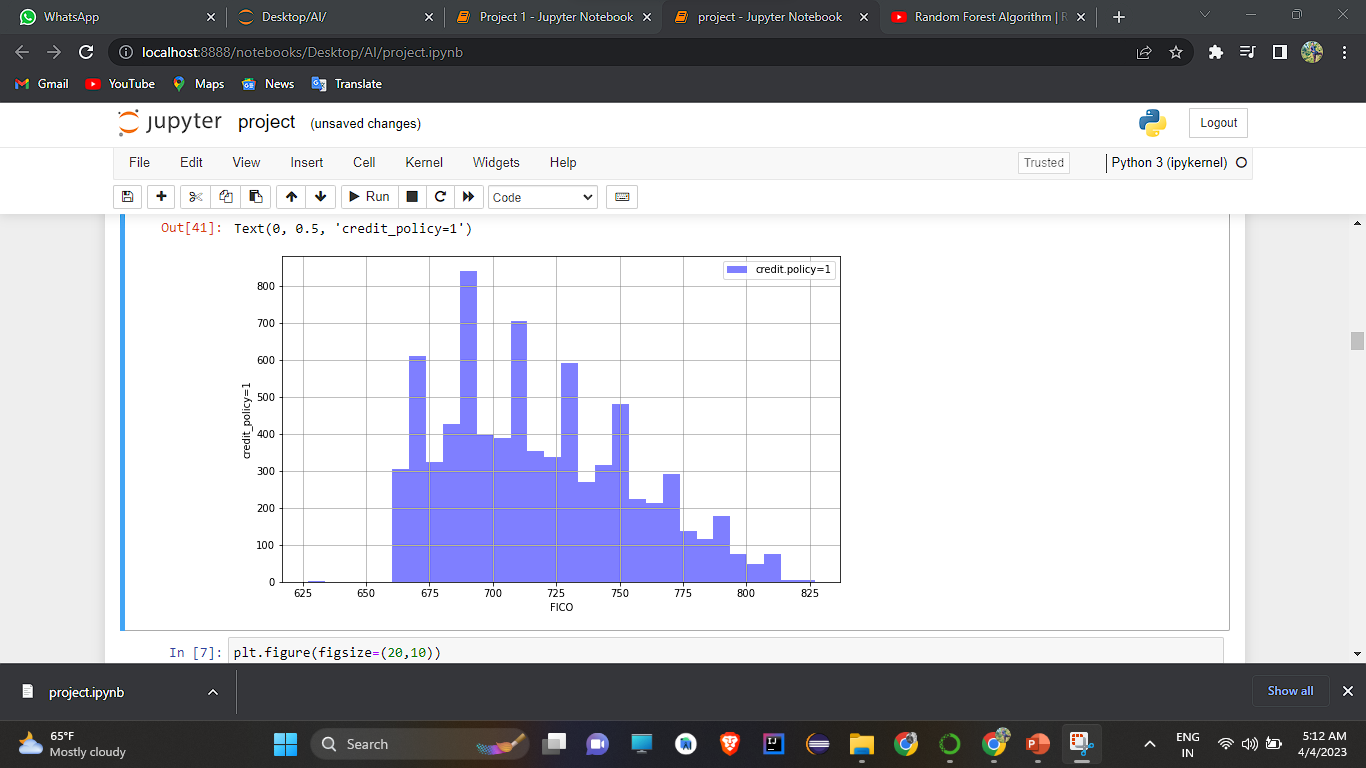 WhatsApp
Desktop/AI/
Project 1 - Jupyter Notebook
project - Jupyter Notebook
Random Forest Algorithm | R
localhost:8888/notebooks/Desktop/AI/project.ipynb
Gmail
YouTube
Maps
News
Translate
jupyter project (unsaved changes)
Logout
File Edit View Insert Cell Kernel Widgets Help
Trusted
Python 3 (ipykernel)
Run
Code
Out[41]: Text(0, 0.5, 'credit_policy=1')
credit.policy=1
800
700
600
500
400
300
200
100
0
credit_policy=1
625 650 675 700 725 750 775 800 825
FICO
In [7]: plt.figure(figsize=(20,10))
project.ipynb
Show all
65°F
Mostly cloudy
Search
ENG
IN
5:12 AM
4/4/2023